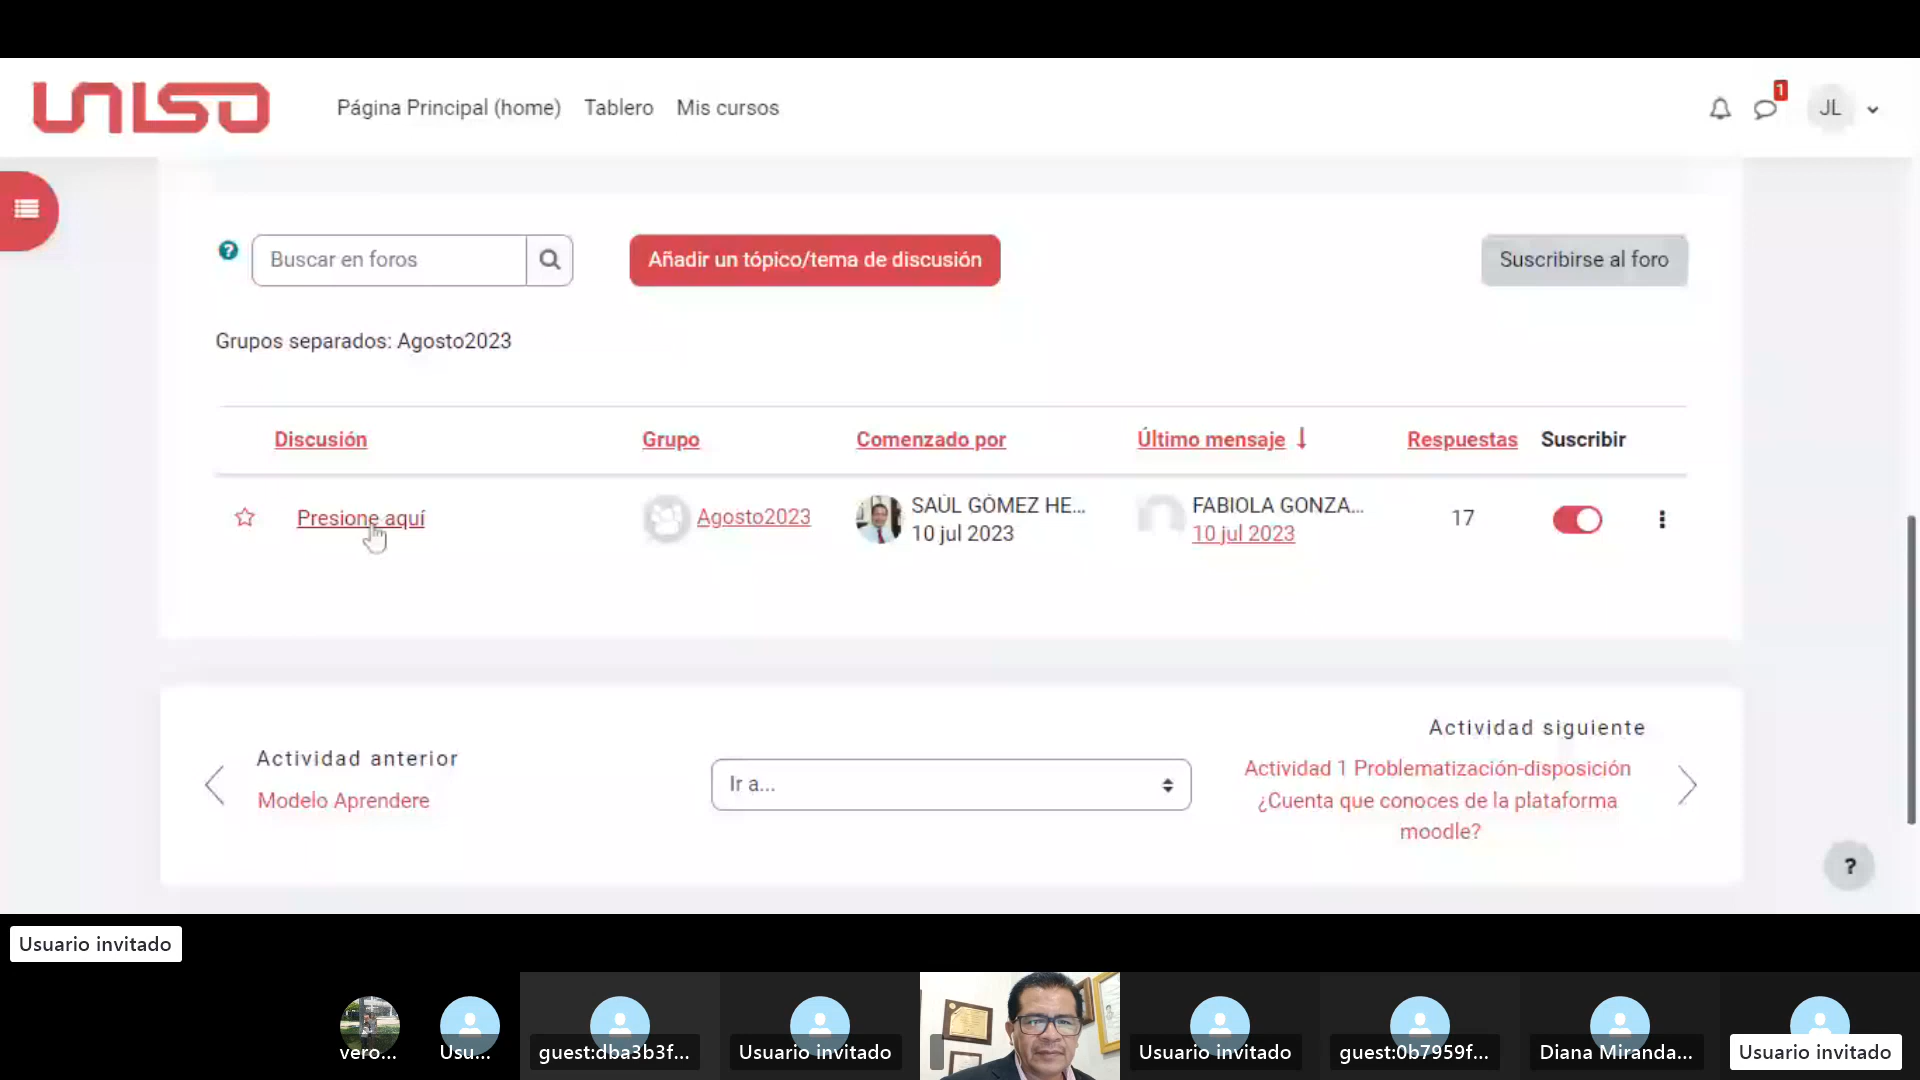 UNISO
Página Principal (home) Tablero Mis cursos
1
JL
?
Buscar en foros
Añadir un tópico/tema de discusión
Suscribirse al foro
Grupos separados: Agosto2023
Discusión Grupo Comenzado por Último mensaje Respuestas Suscribir
Presione aquí Agosto2023 SAÚL GÓMEZ HE... FABIOLA GONZA... 17
10 jul 2023 10 jul 2023
Actividad siguiente
Actividad anterior
Modelo Aprendere
Ir a...
Actividad 1 Problematización-disposición
¿Cuenta que conoces de la plataforma
moodle?
?
Usuario invitado
vero... Usu... guest:dba3b3f... Usuario invitado Usuario invitado guest:0b7959f... Diana Miranda... Usuario invitado